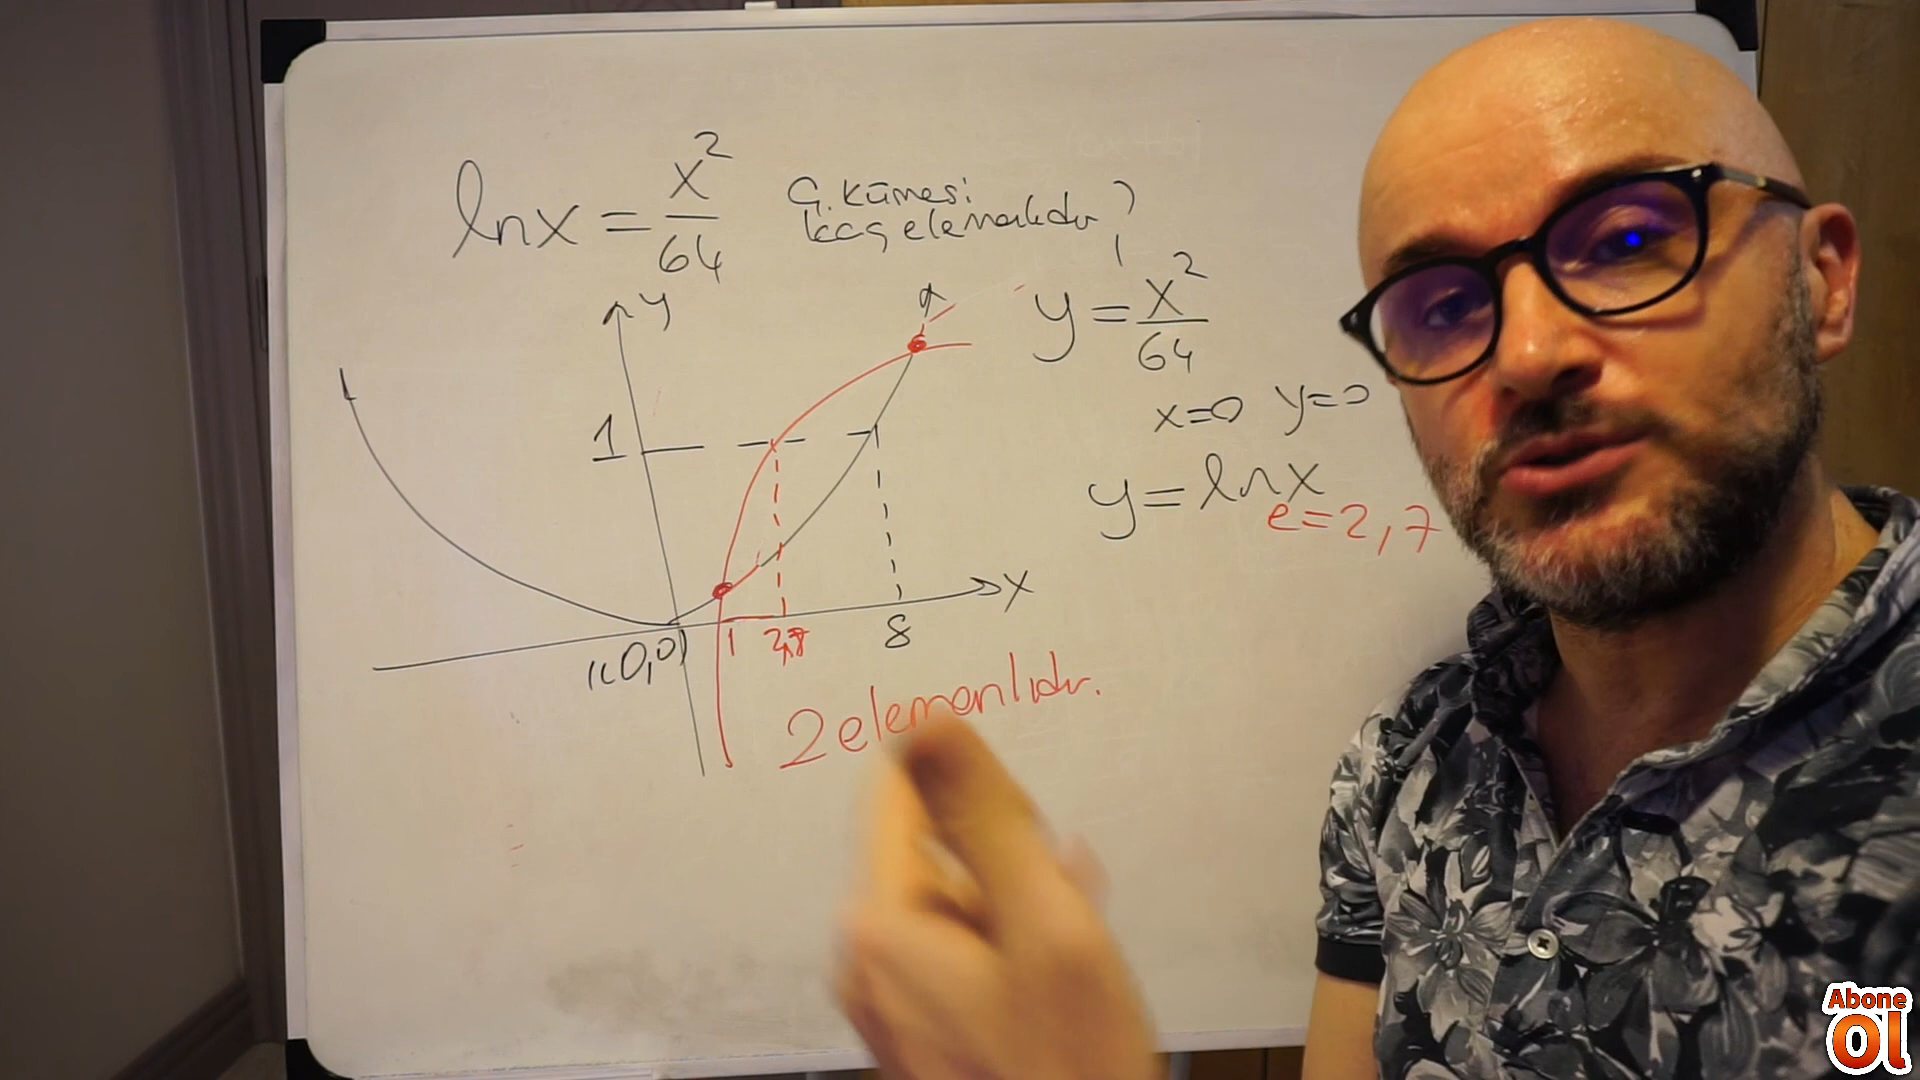 lnx = x²/64
Ç. kümesi
kaç elemanlıdır?
y
x
1
(0,0)
1
2,7
8
y = x²/64
x=0 y=0
y = lnx
e=2,7
2 elemanlıdır.
Abone
Ol